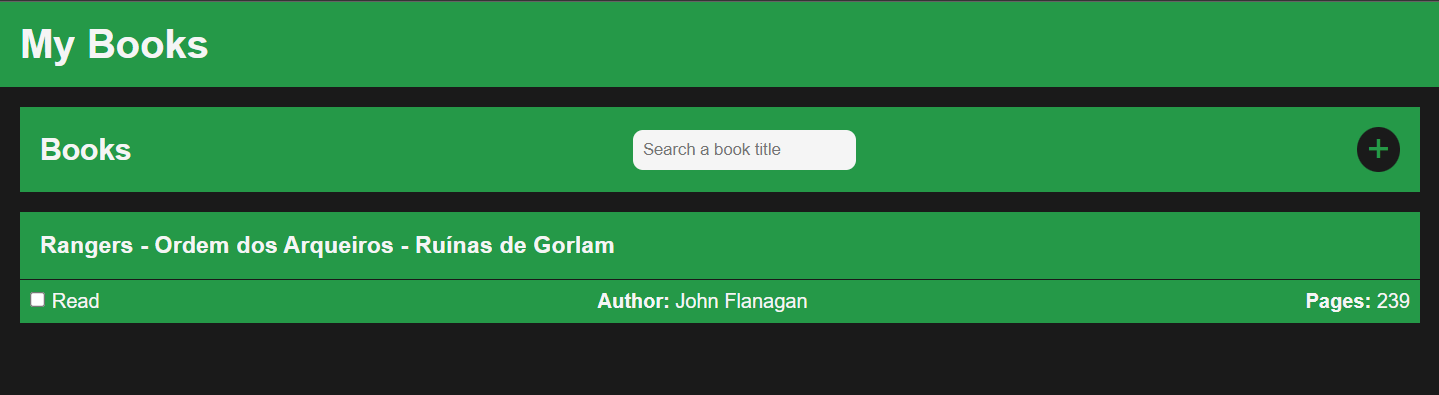 My Books
Books
Search a book title
+
Rangers - Ordem dos Arqueiros - Ruínas de Gorlam
Read Author: John Flanagan Pages: 239